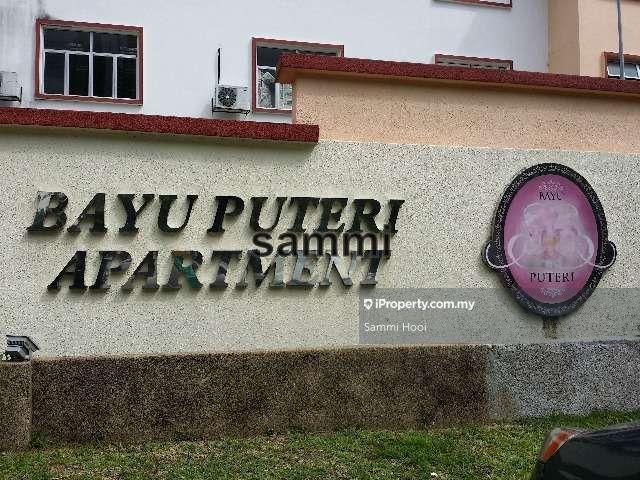 BAYU PUTERI
APARTMENT
sammi
BAYU
PUTERI
iProperty.com.my
Sammi Hooi